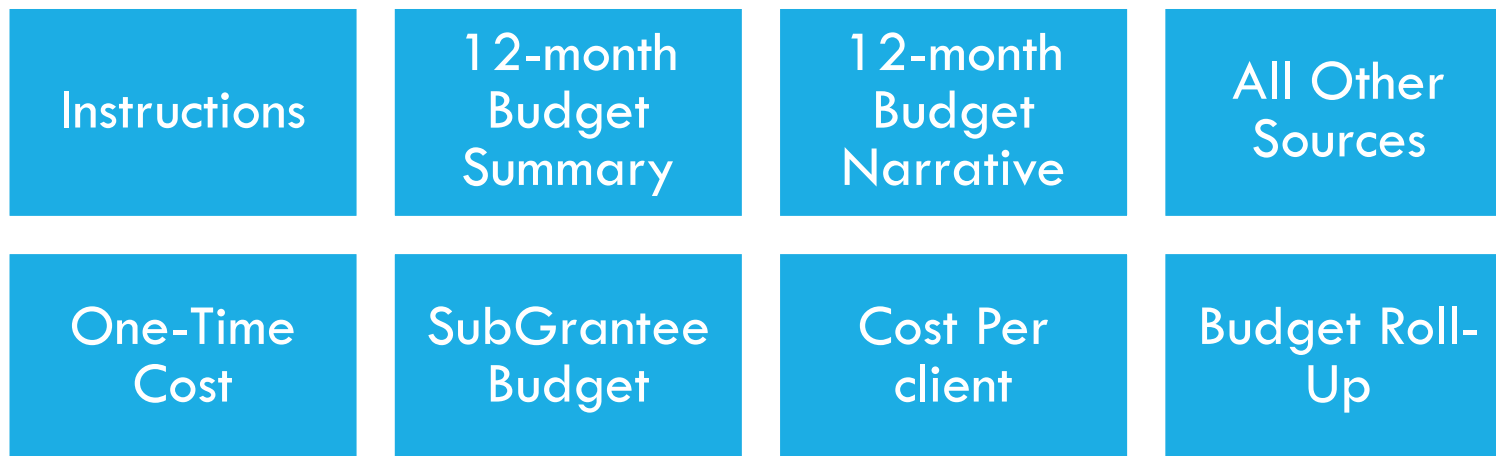 Instructions
12-month
Budget
Summary
12-month
Budget
Narrative
All Other
Sources
One-Time
Cost
SubGrantee
Budget
Cost Per
client
Budget Roll-
Up